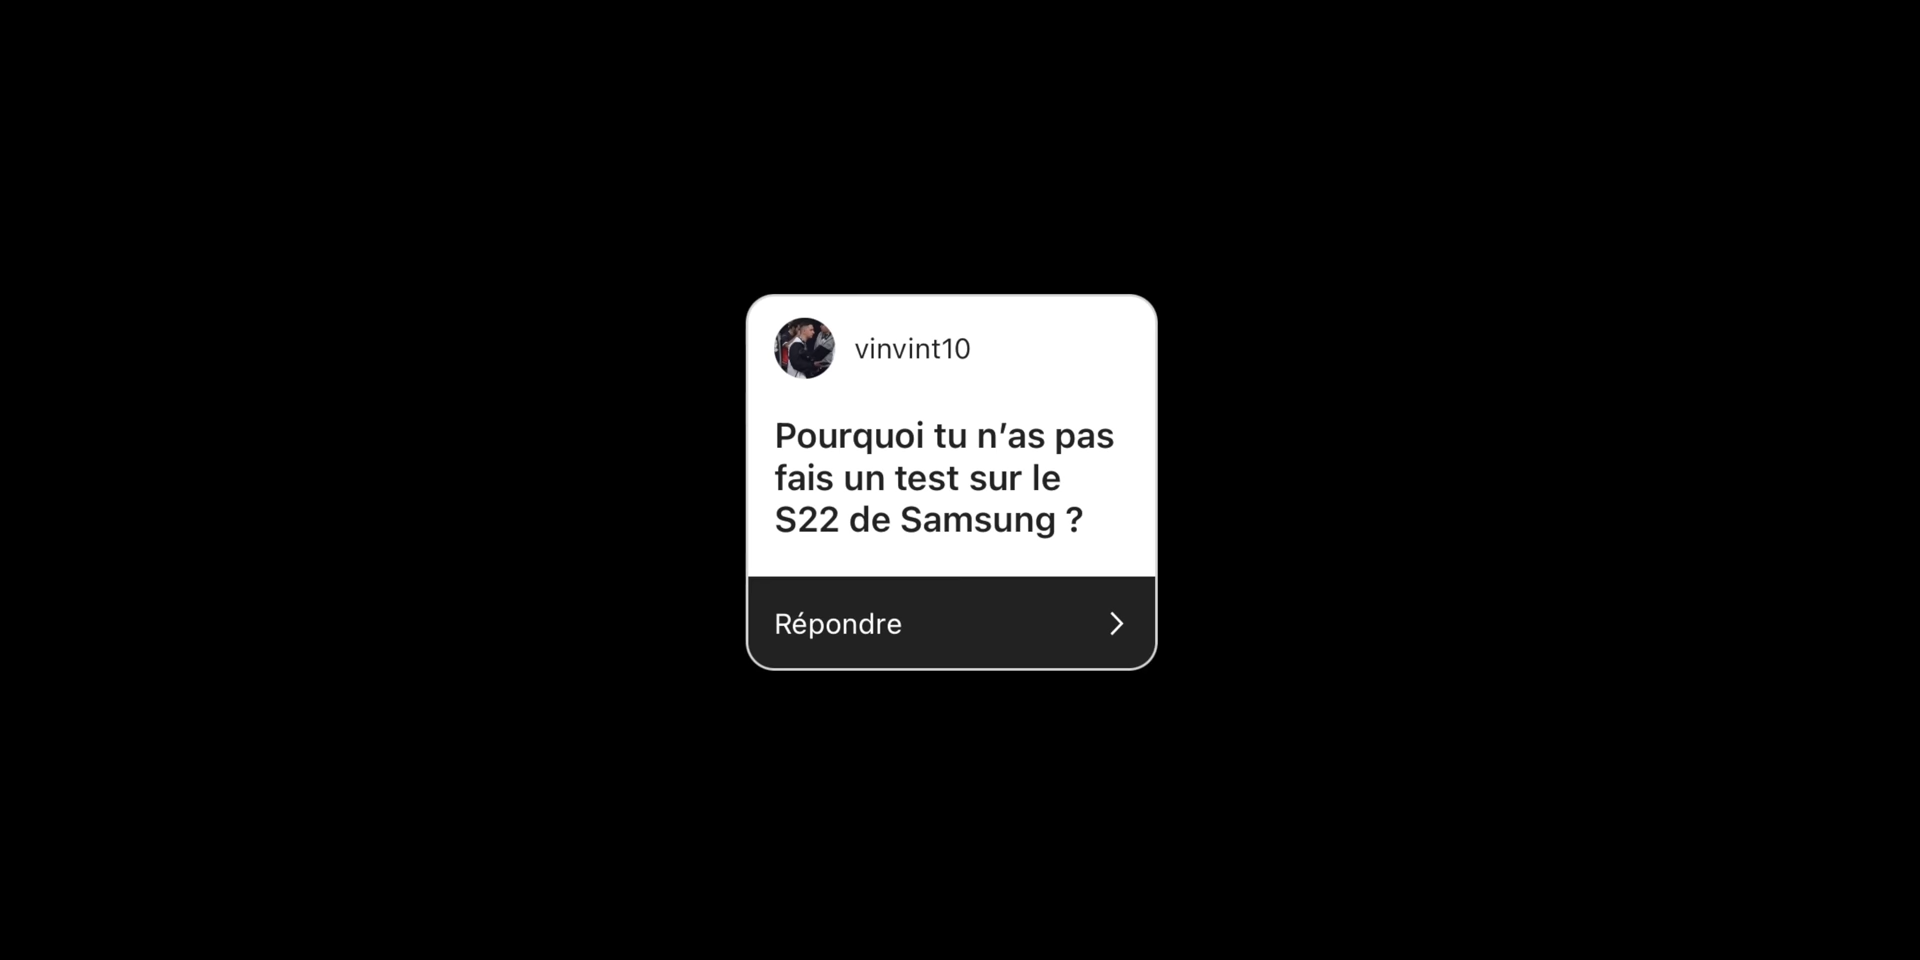 vinvint10
Pourquoi tu n’as pas
fais un test sur le
S22 de Samsung ?
Répondre